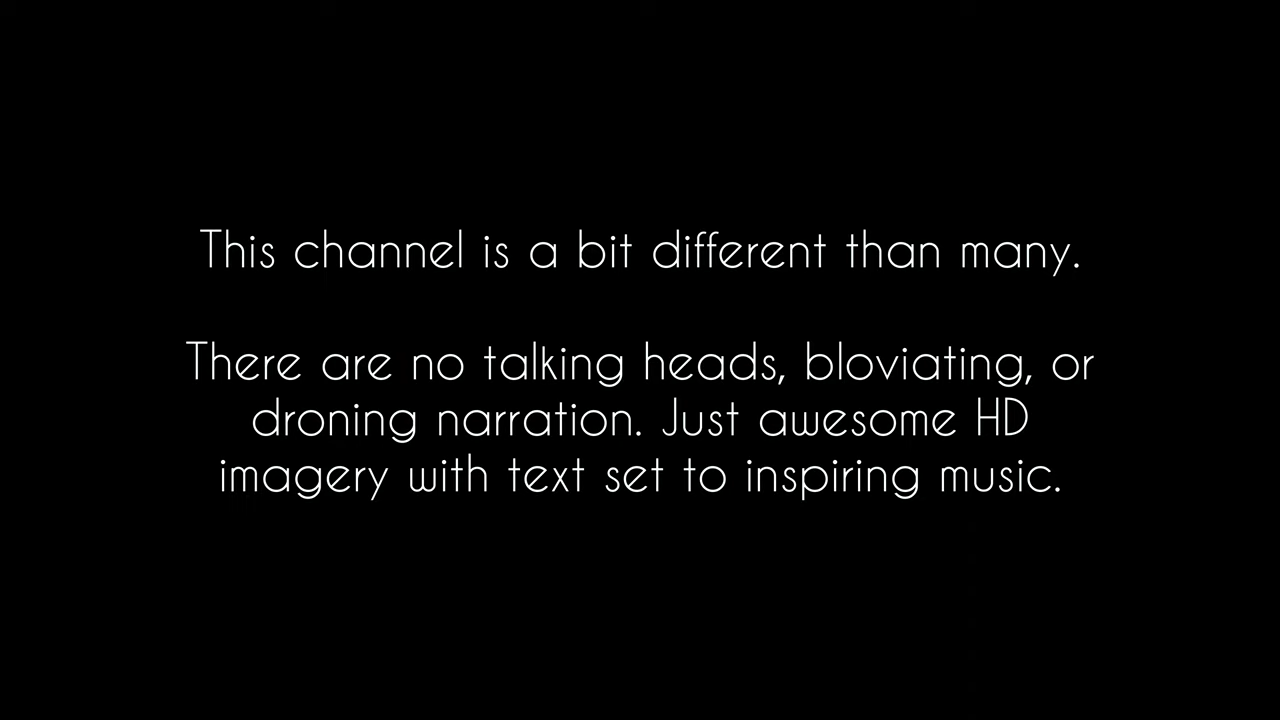 This channel is a bit different than many.
There are no talking heads, bloviating, or
droning narration. Just awesome HD
imagery with text set to inspiring music.